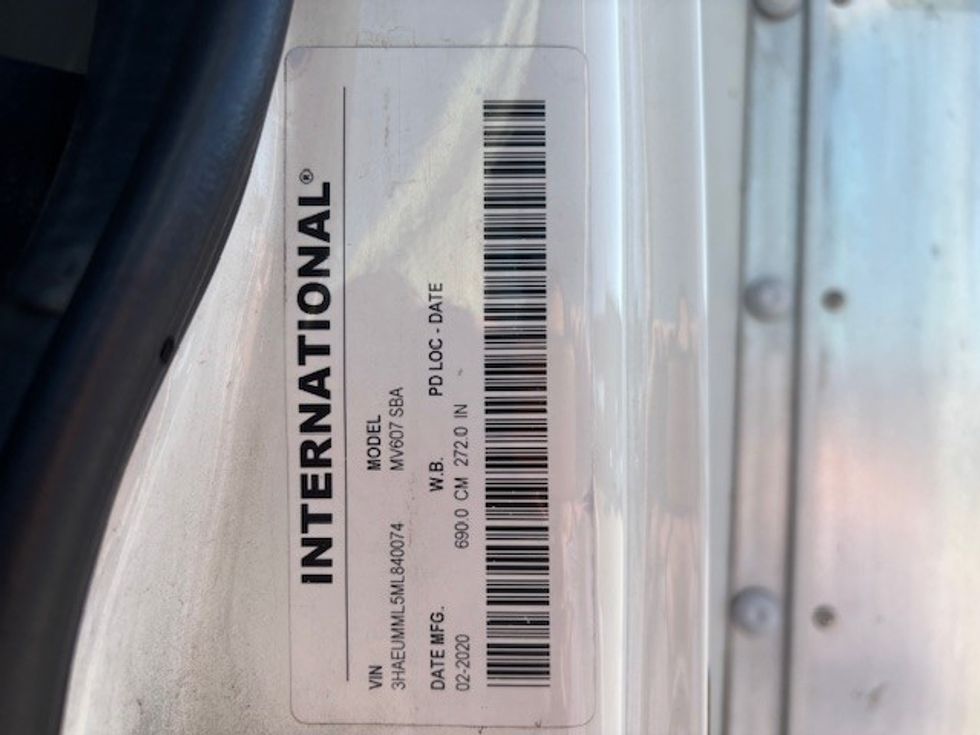 INTERNATIONAL®
VIN MODEL
3HAEUMML5ML840074 MV607 SBA
DATE MFG. W.B. PD LOC - DATE
02-2020 690.0 CM 272.0 IN -